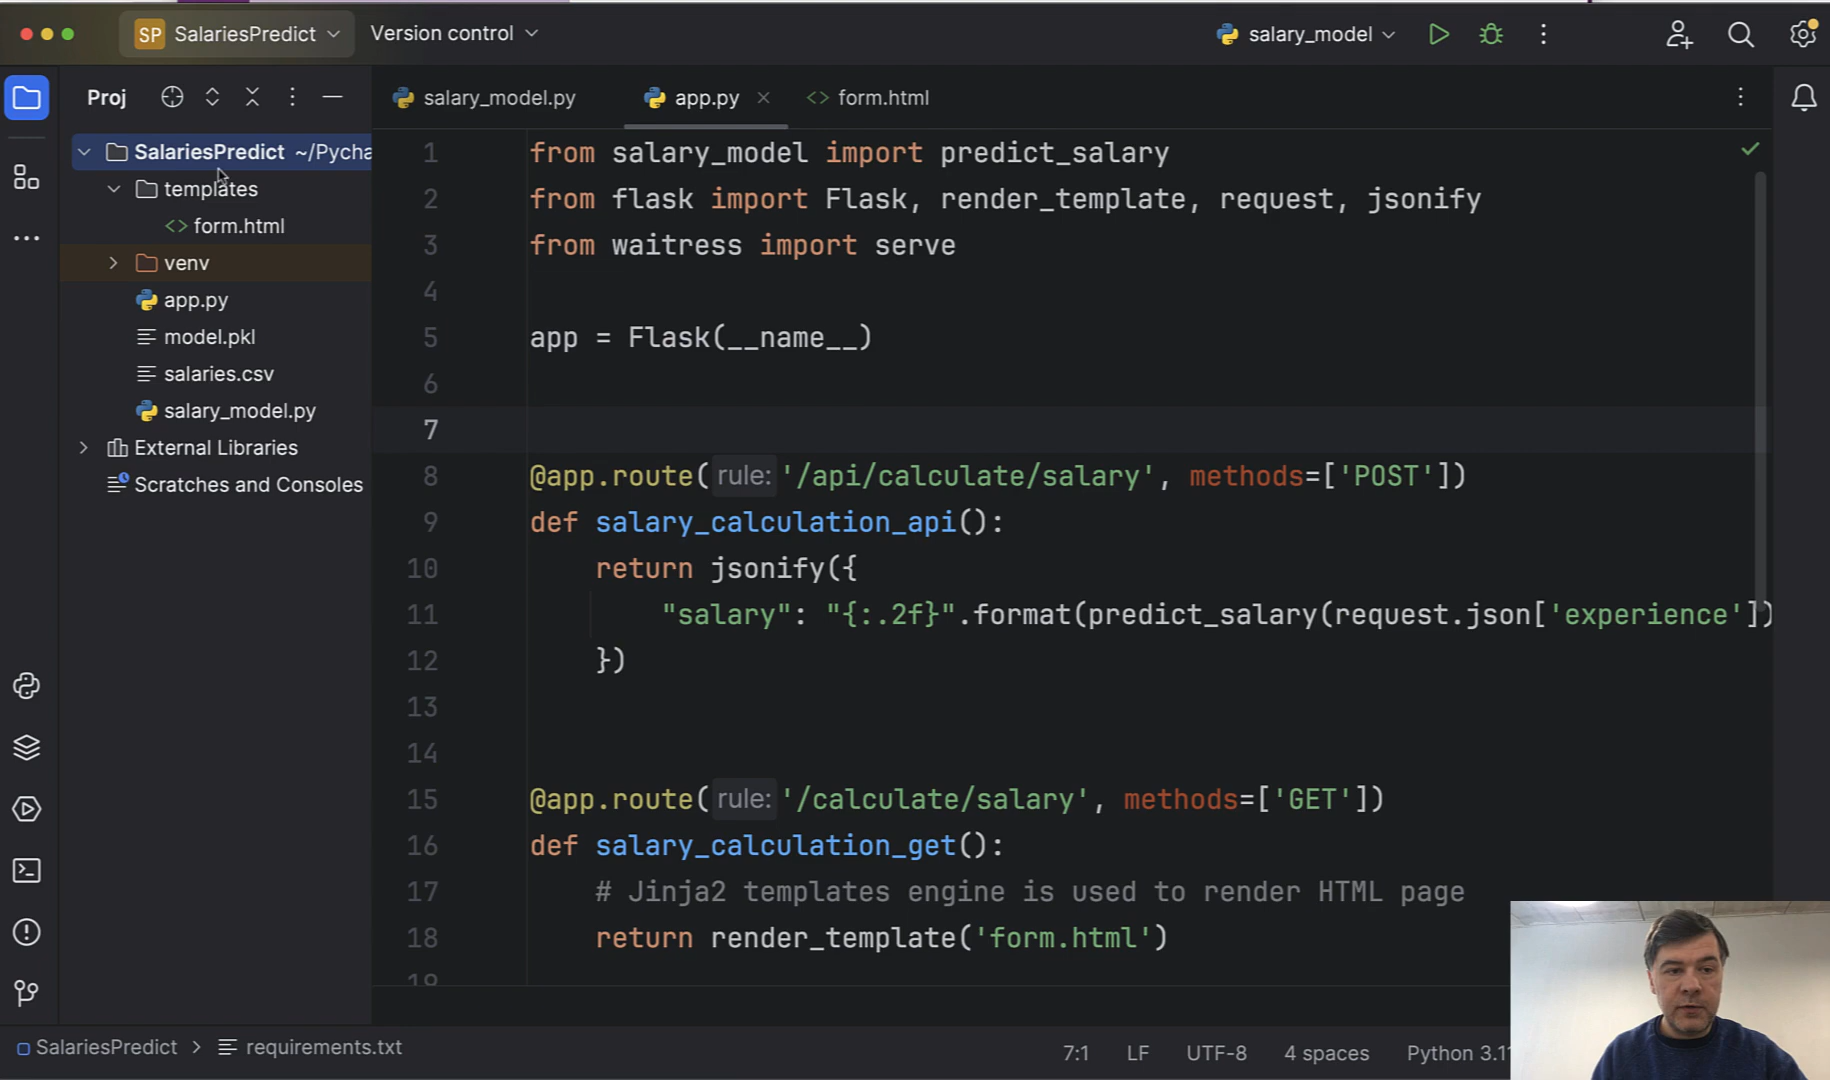 SP SalariesPredict Version control salary_model
Proj salary_model.py app.py form.html
SalariesPredict ~/Pycha
templates
form.html
venv
app.py
model.pkl
salaries.csv
salary_model.py
External Libraries
Scratches and Consoles
1 from salary_model import predict_salary
2 from flask import Flask, render_template, request, jsonify
3 from waitress import serve
4
5 app = Flask(__name__)
6
7
8 @app.route( rule: '/api/calculate/salary', methods=['POST'])
9 def salary_calculation_api():
10 return jsonify({
11 "salary": "{:.2f}".format(predict_salary(request.json['experience'])
12 })
13
14
15 @app.route( rule: '/calculate/salary', methods=['GET'])
16 def salary_calculation_get():
17 # Jinja2 templates engine is used to render HTML page
18 return render_template('form.html')
19
SalariesPredict > requirements.txt 7:1 LF UTF-8 4 spaces Python 3.11